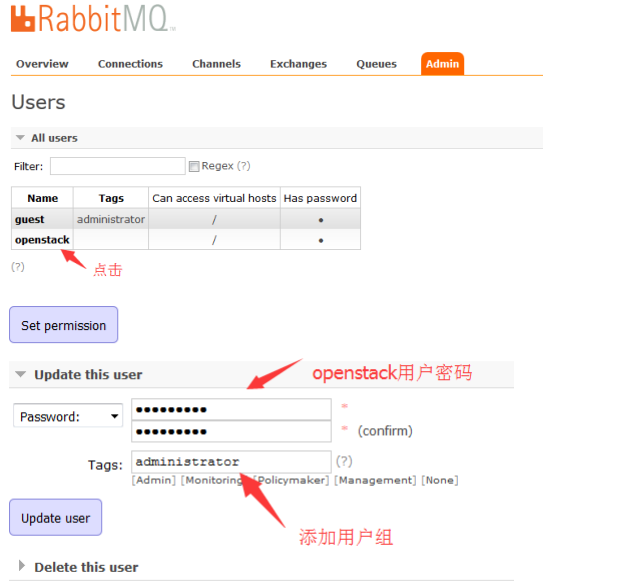 RabbitMQ
Overview Connections Channels Exchanges Queues Admin
Users
All users
Filter: Regex (?)
Name Tags Can access virtual hosts Has password
guest administrator / •
openstack / •
(?) 点击
Set permission
Update this user openstack用户密码
Password: ●●●●●●●●● *
●●●●●●●●● * (confirm)
Tags: administrator (?)
[Admin] [Monitoring] [Policymaker] [Management] [None]
Update user
添加用户组
Delete this user